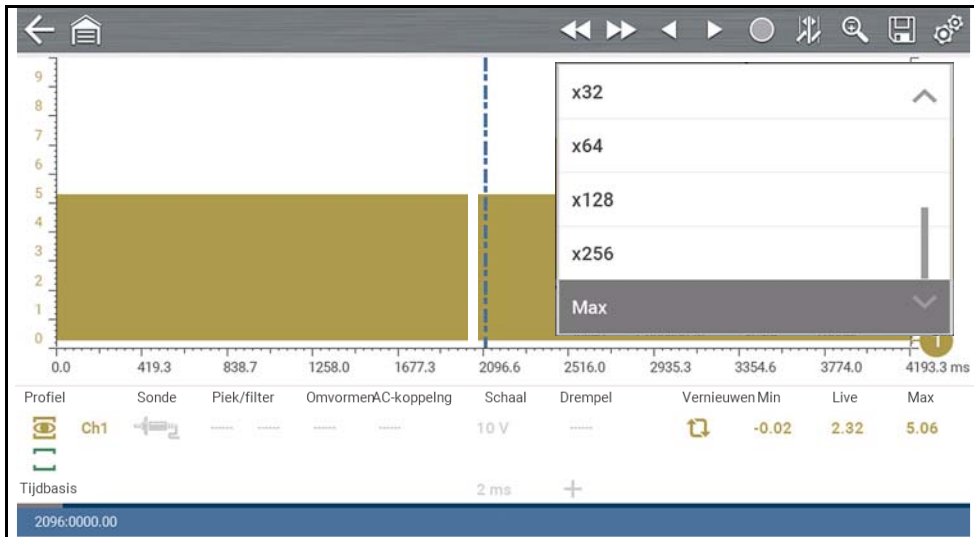 9
8
7
6
5
4
3
2
1
0
x32
x64
x128
x256
Max
1
0.0 419.3 838.7 1258.0 1677.3 2096.6 2516.0 2935.3 3354.6 3774.0 4193.3 ms
Profiel Sonde Piek/filter Omvormen AC-koppelng Schaal Drempel Vernieuwen Min Live Max
Ch1 10 V -0.02 2.32 5.06
Tijdbasis 2 ms
2096:0000.00